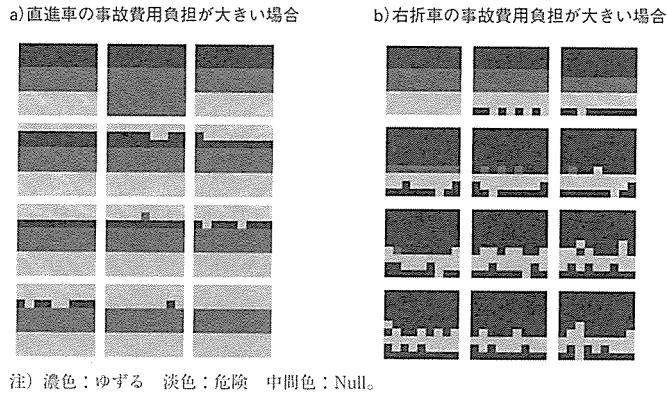 a)直進車の事故費用負担が大きい場合
b)右折車の事故費用負担が大きい場合
注）濃色：ゆずる　淡色：危険　中間色：Null。